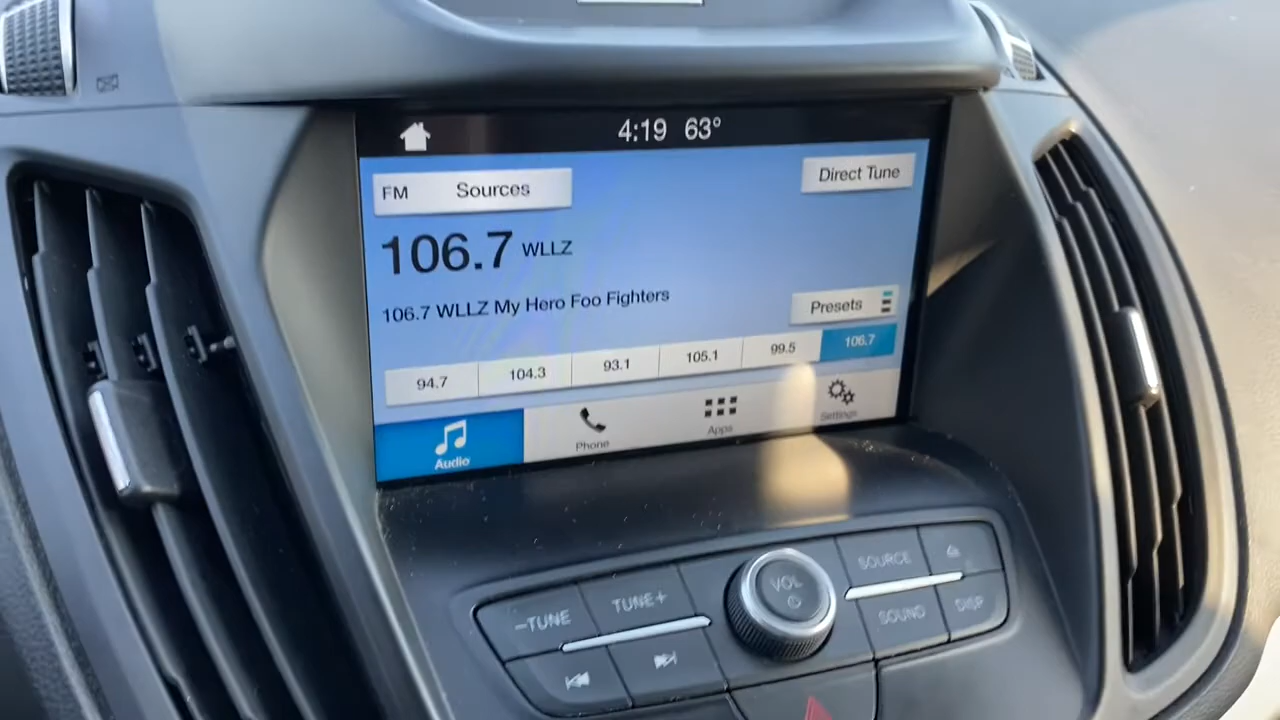 4:19 63°
FM Sources
Direct Tune
106.7 WLLZ
106.7 WLLZ My Hero Foo Fighters
Presets
94.7 104.3 93.1 105.1 99.5 106.7
Audio Phone Apps Settings
-TUNE TUNE+ VOL SOURCE
SOUND DISP